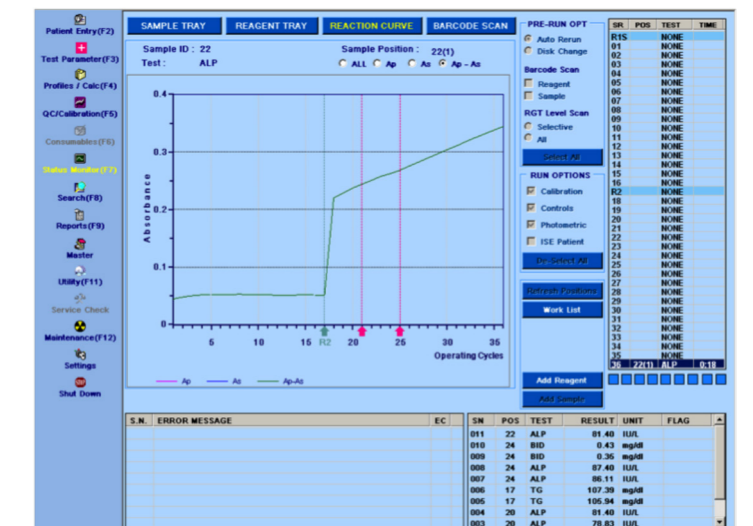 Patient Entry(F2)
Test Parameter(F3)
Profiles / Calc(F4)
QC/Calibration(F5)
Consumables(F6)
Status Monitor(F7)
Search(F8)
Reports(F9)
Master
Utility(F11)
Service Check
Maintenance(F12)
Settings
Shut Down
SAMPLE TRAY REAGENT TRAY REACTION CURVE BARCODE SCAN
Sample ID : 22 Sample Position : 22(1)
Test : ALP ALL Ap As Ap - As
Absorbance
0.4
0.3
0.2
0.1
0
5 10 15 R2 20 25 30 35
Operating Cycles
Ap As Ap-As
PRE-RUN OPT
Auto Rerun
Disk Change
Barcode Scan
Reagent
Sample
RGT Level Scan
Selective
All
Select All
RUN OPTIONS
Calibration
Controls
Photometric
ISE Patient
De-Select All
Refresh Positions
Work List
Add Reagent
Add Sample
SR POS TEST TIME
R1S NONE
01 NONE
02 NONE
03 NONE
04 NONE
05 NONE
06 NONE
07 NONE
08 NONE
09 NONE
10 NONE
11 NONE
12 NONE
13 NONE
14 NONE
15 NONE
16 NONE
R2 NONE
18 NONE
19 NONE
20 NONE
21 NONE
22 NONE
23 NONE
24 NONE
25 NONE
26 NONE
27 NONE
28 NONE
29 NONE
30 NONE
31 NONE
32 NONE
33 NONE
34 NONE
35 NONE
36 22(1) ALP 0:18
S.N. ERROR MESSAGE EC
SN POS TEST RESULT UNIT FLAG
011 22 ALP 81.40 IU/L
010 24 BID 0.43 mg/dl
009 24 BID 0.35 mg/dl
008 24 ALP 87.40 IU/L
007 24 ALP 86.11 IU/L
006 17 TG 107.39 mg/dl
005 17 TG 105.94 mg/dl
004 20 ALP 81.40 IU/L
003 20 ALP 78.83 IU/L